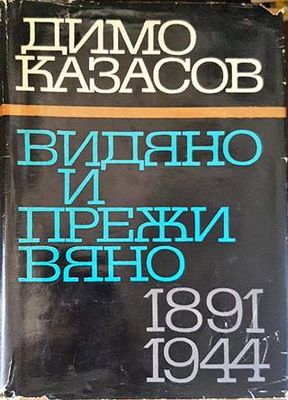 ДИМО
КАЗАСОВ
ВИДЯНО
И
ПРЕЖИ
ВЯНО
1891
1944